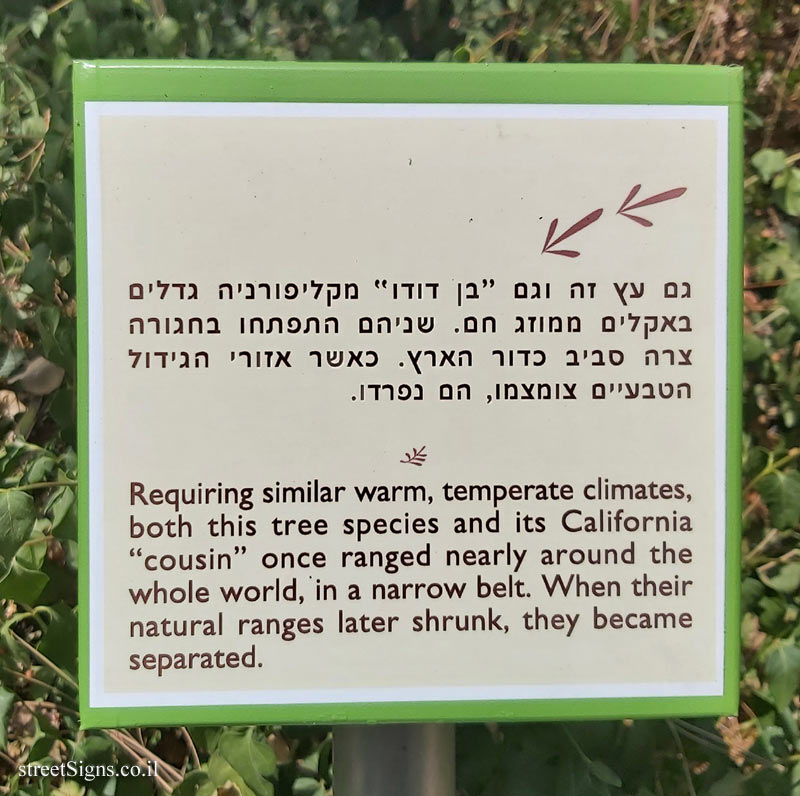 גם עץ זה וגם ״בן דודו״ מקליפורניה גדלים
באקלים ממוזג חם. שניהם התפתחו בחגורה
צרה סביב כדור הארץ. כאשר אזורי הגידול
הטבעיים צומצמו, הם נפרדו.
Requiring similar warm, temperate climates,
both this tree species and its California
“cousin” once ranged nearly around the
whole world, in a narrow belt. When their
natural ranges later shrunk, they became
separated.
streetSigns.co.il